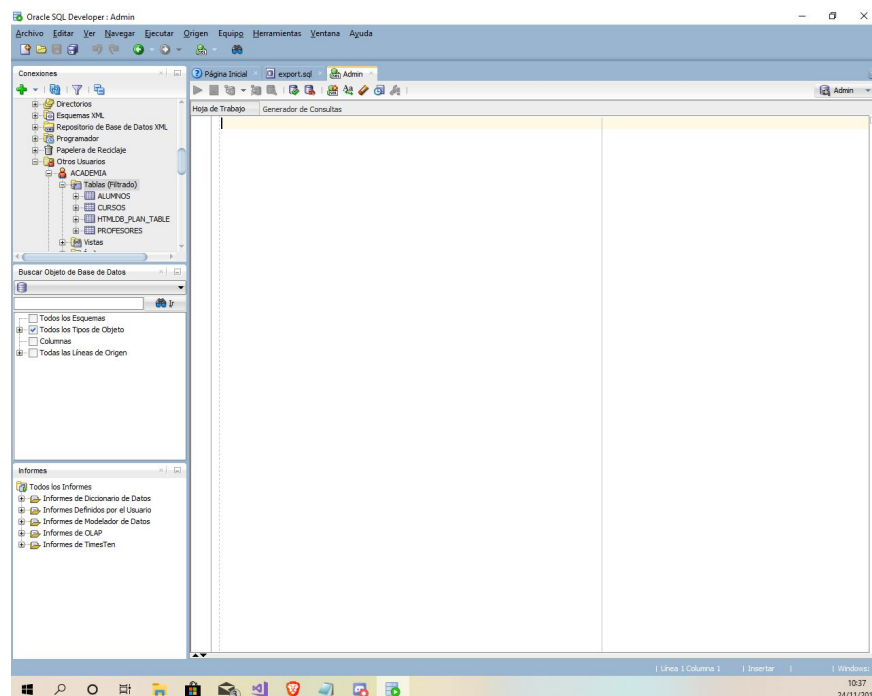 Oracle SQL Developer : Admin
Archivo Editar Ver Navegar Ejecutar Origen Equipo Herramientas Ventana Ayuda
Conexiones
Página Inicial export.sql Admin
Admin
Hoja de Trabajo Generador de Consultas
Directorios
Esquemas XML
Repositorio de Base de Datos XML
Programador
Papelera de Reciclaje
Otros Usuarios
ACADEMIA
Tablas (Filtrado)
ALUMNOS
CURSOS
HTMLDB_PLAN_TABLE
PROFESORES
Vistas
Buscar Objeto de Base de Datos
Ir
Todos los Esquemas
Todos los Tipos de Objeto
Columnas
Todas las Líneas de Origen
Informes
Todos los Informes
Informes de Diccionario de Datos
Informes Definidos por el Usuario
Informes de Modelador de Datos
Informes de OLAP
Informes de TimesTen
Línea 1 Columna 1 | Insertar | Windows:
10:37
24/11/201